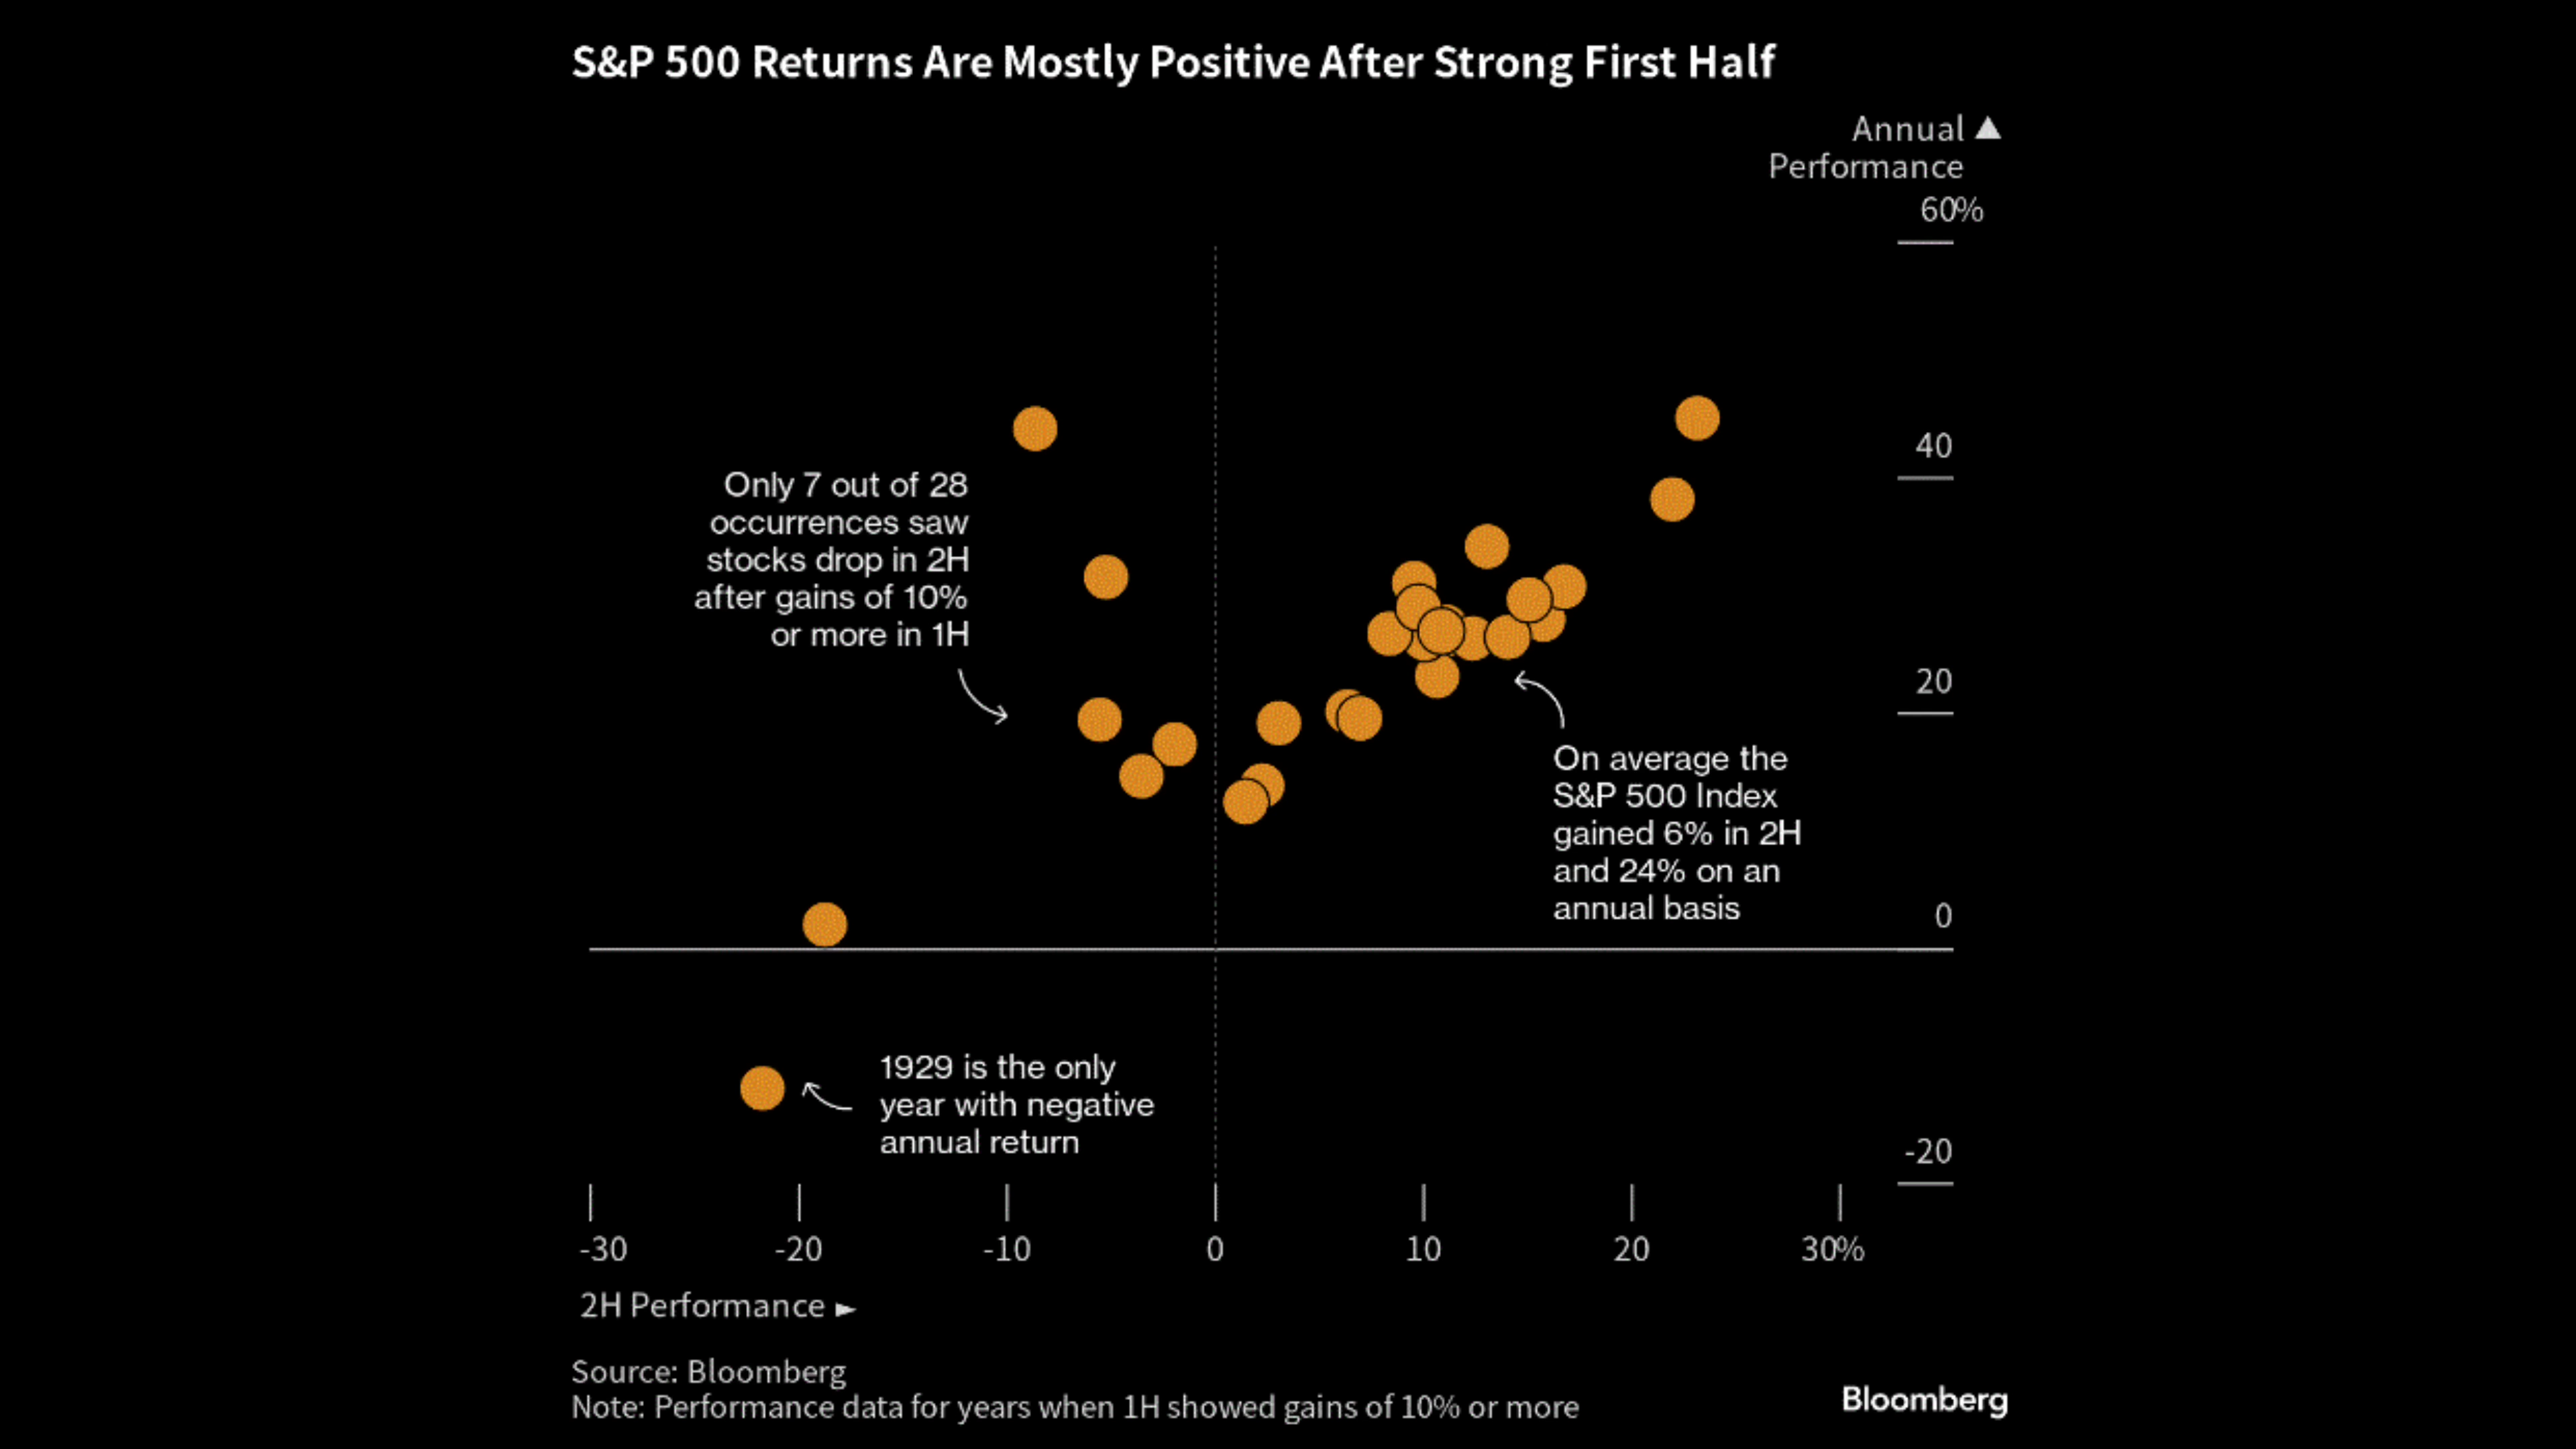 S&P 500 Returns Are Mostly Positive After Strong First Half
Annual ▲
Performance
60%
40
20
0
-20
Only 7 out of 28
occurrences saw
stocks drop in 2H
after gains of 10%
or more in 1H
On average the
S&P 500 Index
gained 6% in 2H
and 24% on an
annual basis
1929 is the only
year with negative
annual return
-30 -20 -10 0 10 20 30%
2H Performance ►
Source: Bloomberg
Note: Performance data for years when 1H showed gains of 10% or more
Bloomberg